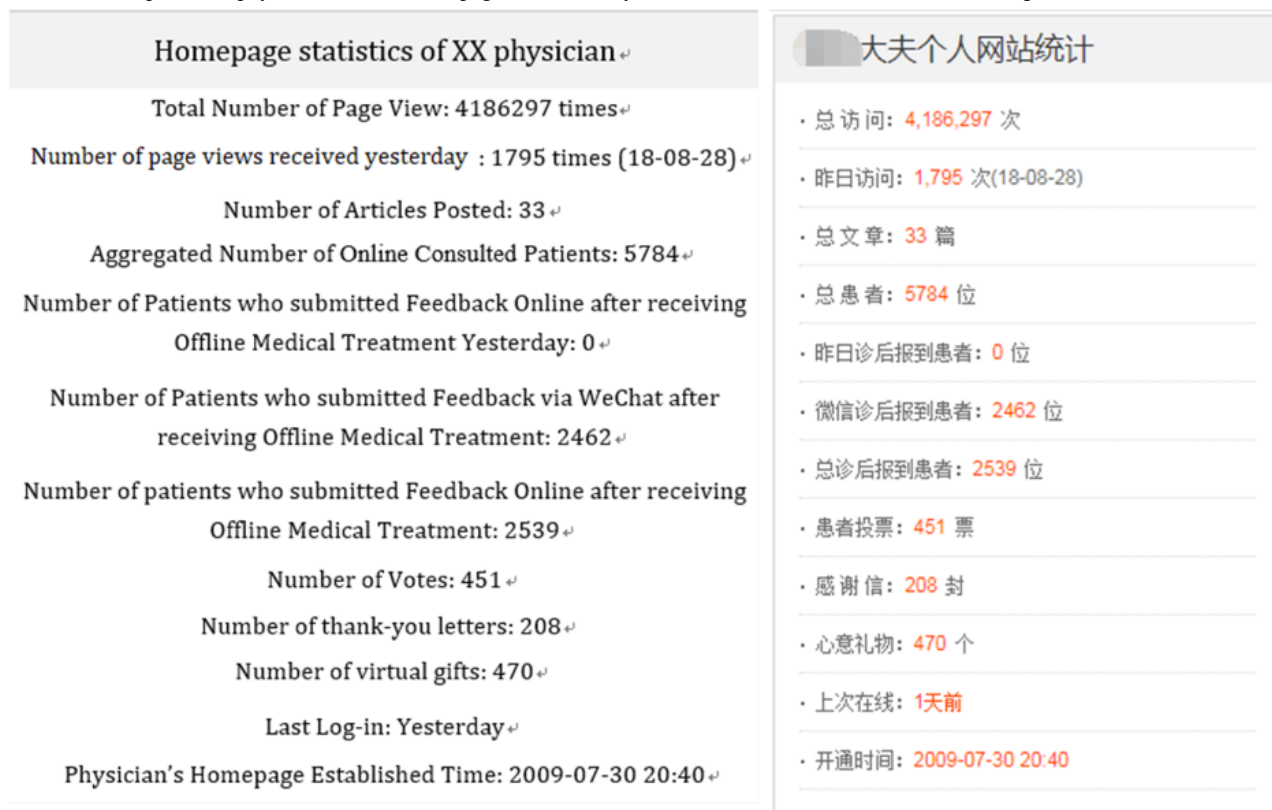 Homepage statistics of XX physician
Total Number of Page View: 4186297 times
Number of page views received yesterday : 1795 times (18-08-28)
Number of Articles Posted: 33
Aggregated Number of Online Consulted Patients: 5784
Number of Patients who submitted Feedback Online after receiving
Offline Medical Treatment Yesterday: 0
Number of Patients who submitted Feedback via WeChat after
receiving Offline Medical Treatment: 2462
Number of patients who submitted Feedback Online after receiving
Offline Medical Treatment: 2539
Number of Votes: 451
Number of thank-you letters: 208
Number of virtual gifts: 470
Last Log-in: Yesterday
Physician's Homepage Established Time: 2009-07-30 20:40
大夫个人网站统计
· 总 访 问: 4,186,297 次
· 昨日访问: 1,795 次(18-08-28)
· 总 文 章: 33 篇
· 总 患 者: 5784 位
· 昨日诊后报到患者: 0 位
· 微信诊后报到患者: 2462 位
· 总诊后报到患者: 2539 位
· 患者投票: 451 票
· 感 谢 信: 208 封
· 心意礼物: 470 个
· 上次在线: 1天前
· 开通时间: 2009-07-30 20:40